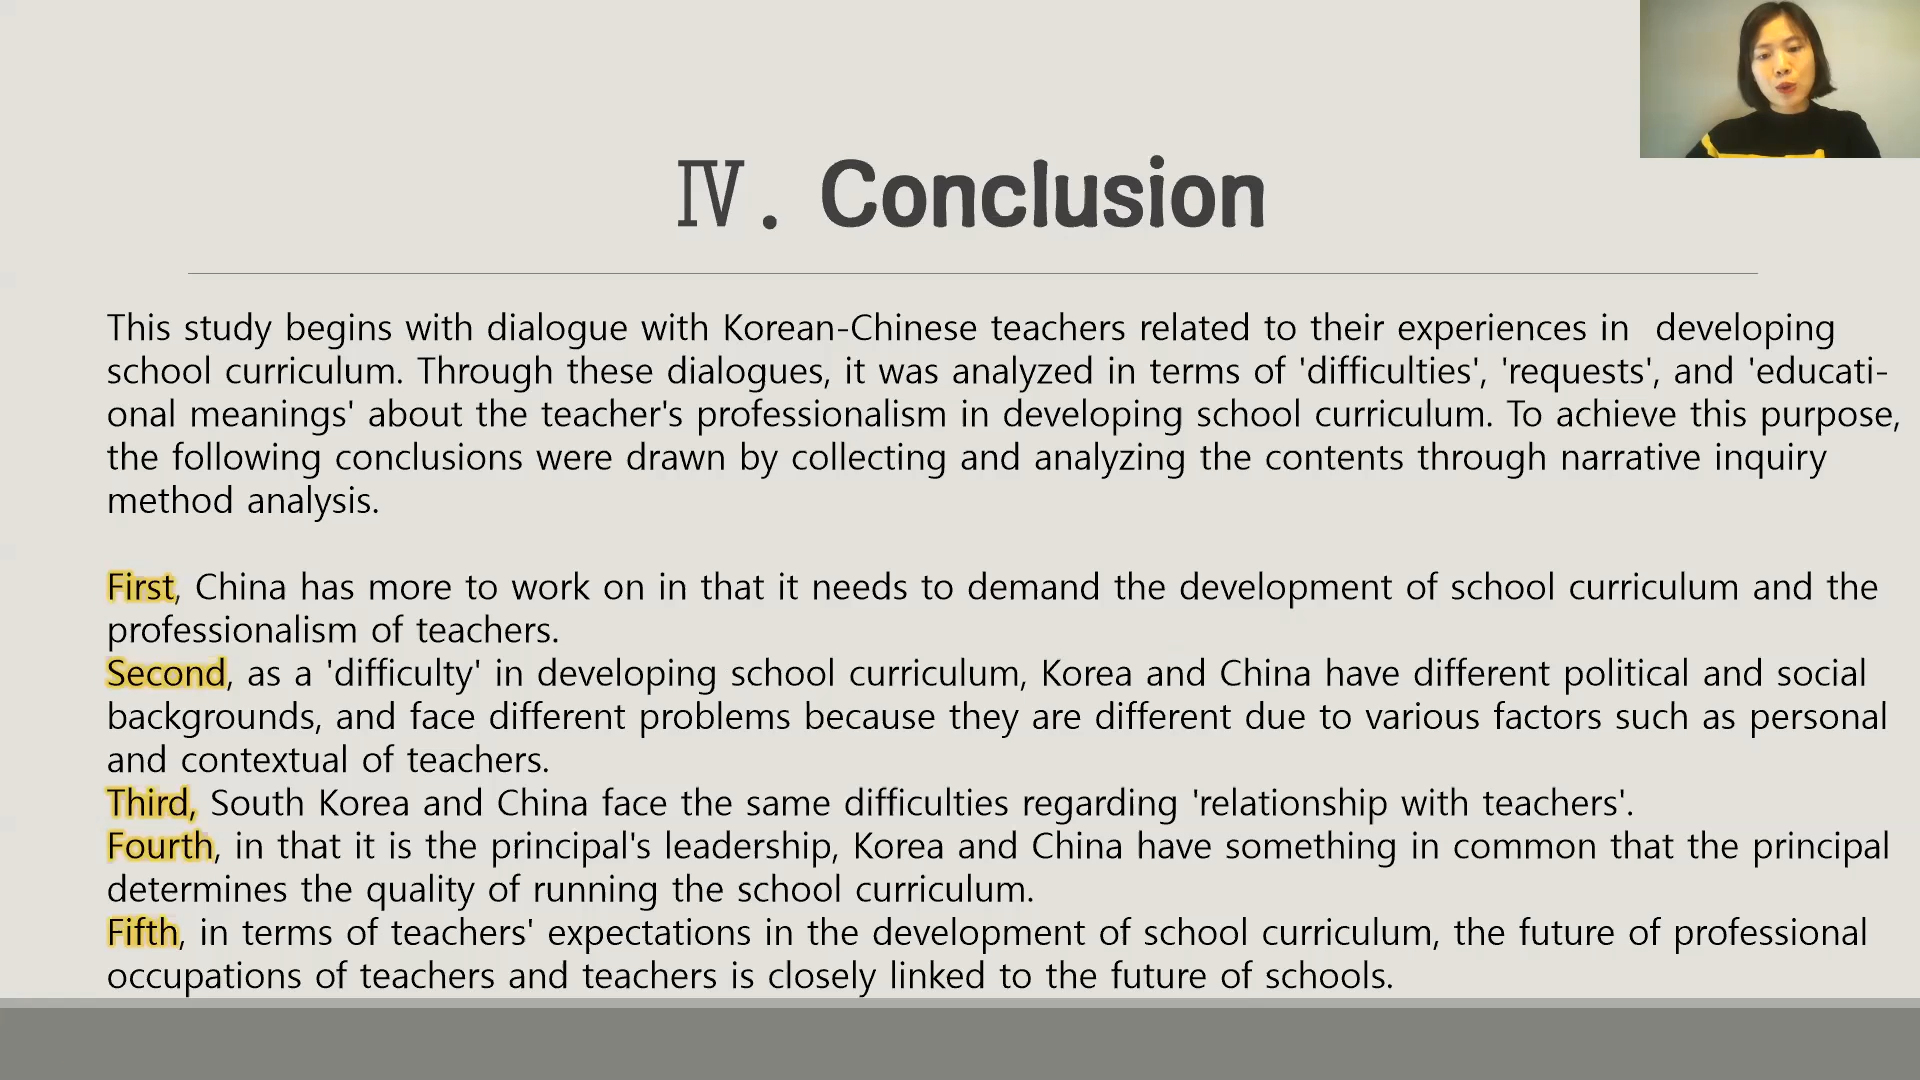 Ⅳ. Conclusion
This study begins with dialogue with Korean-Chinese teachers related to their experiences in  developing
school curriculum. Through these dialogues, it was analyzed in terms of 'difficulties', 'requests', and 'educati-
onal meanings' about the teacher's professionalism in developing school curriculum. To achieve this purpose,
the following conclusions were drawn by collecting and analyzing the contents through narrative inquiry
method analysis.
First, China has more to work on in that it needs to demand the development of school curriculum and the
professionalism of teachers.
Second, as a 'difficulty' in developing school curriculum, Korea and China have different political and social
backgrounds, and face different problems because they are different due to various factors such as personal
and contextual of teachers.
Third, South Korea and China face the same difficulties regarding 'relationship with teachers'.
Fourth, in that it is the principal's leadership, Korea and China have something in common that the principal
determines the quality of running the school curriculum.
Fifth, in terms of teachers' expectations in the development of school curriculum, the future of professional
occupations of teachers and teachers is closely linked to the future of schools.